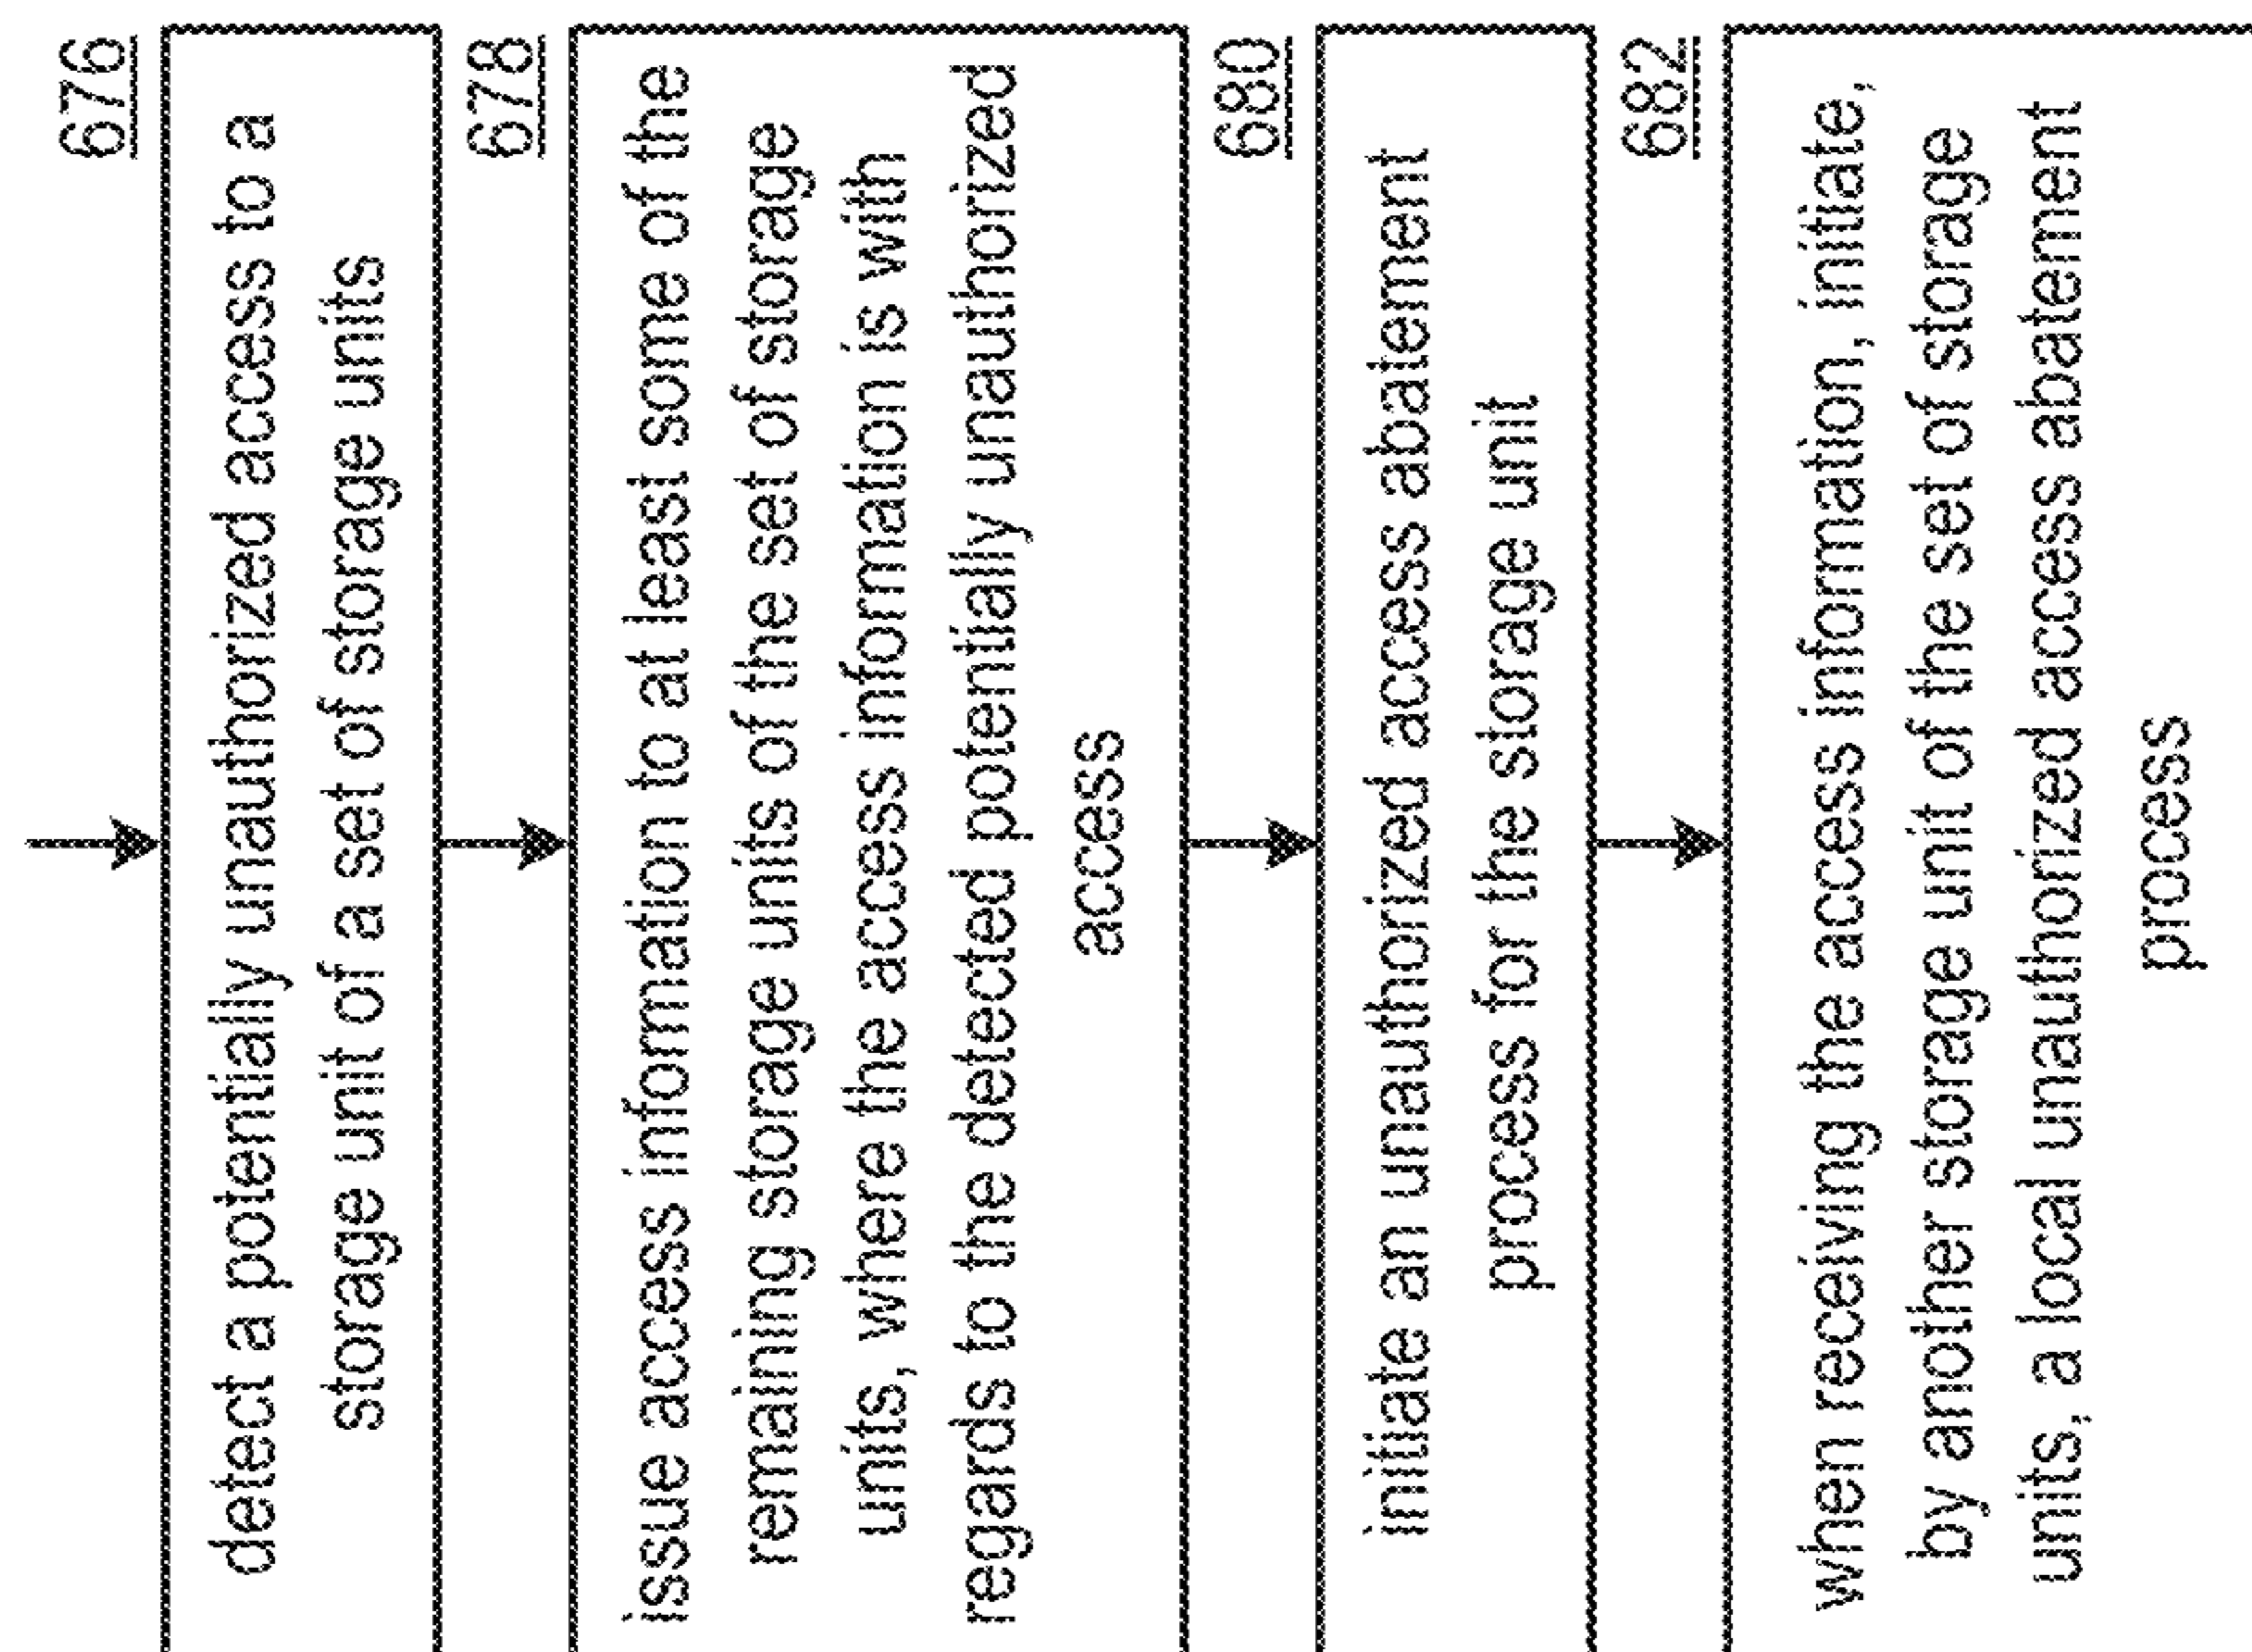 676
detect a potentially unauthorized access to a
storage unit of a set of storage units
678
issue access information to at least some of the
remaining storage units of the set of storage
units, where the access information is with
regards to the detected potentially unauthorized
access
680
initiate an unauthorized access abatement
process for the storage unit
682
when receiving the access information, initiate,
by another storage unit of the set of storage
units, a local unauthorized access abatement
process